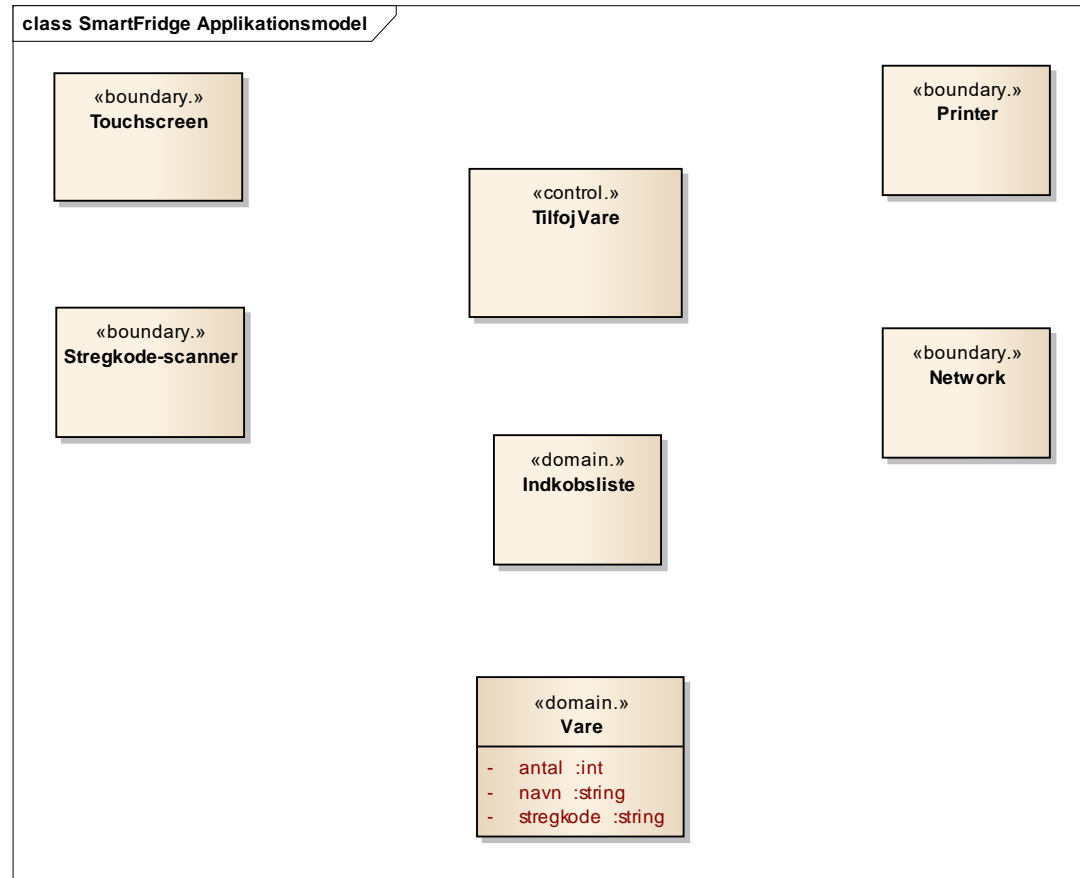 class SmartFridge Applikationsmodel
«boundary.»
Touchscreen
«boundary.»
Printer
«control.»
TilfojVare
«boundary.»
Stregkode-scanner
«boundary.»
Network
«domain.»
Indkobsliste
«domain.»
Vare
- antal :int
- navn :string
- stregkode :string